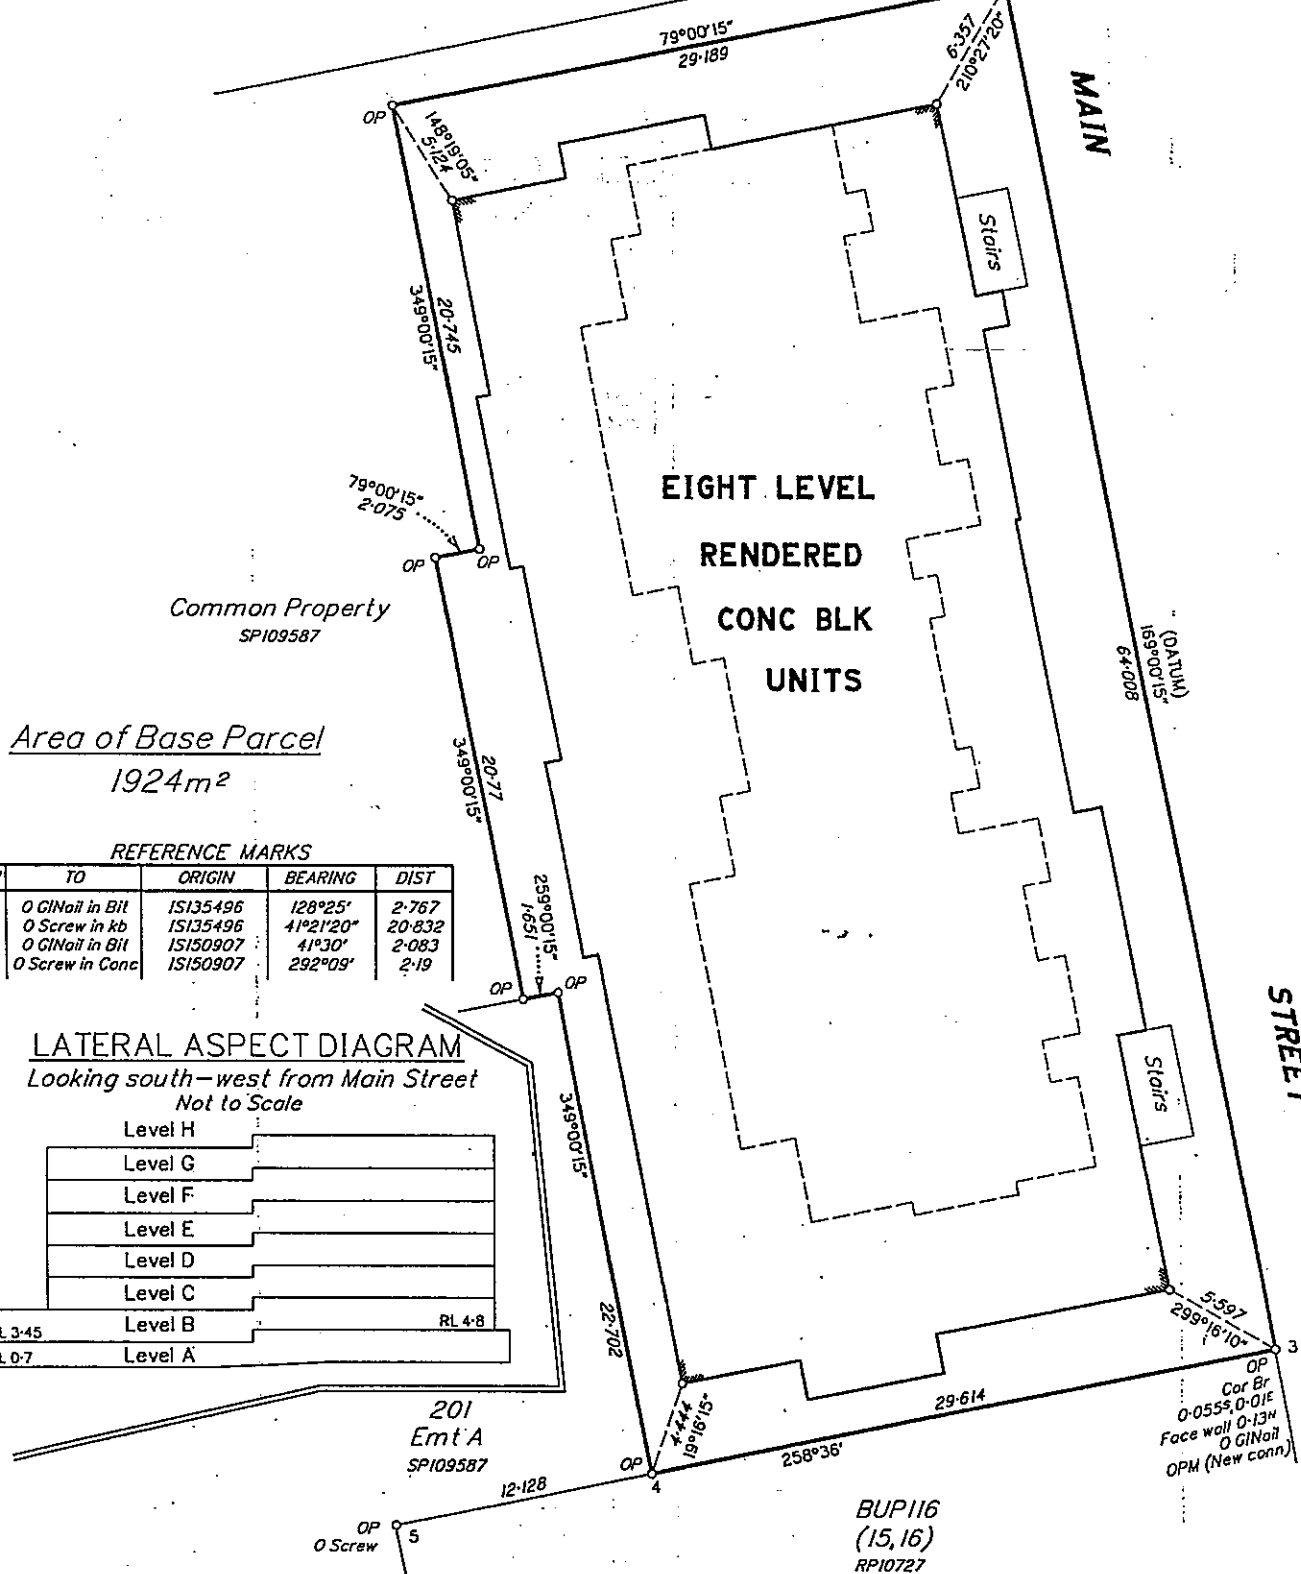 79°00'15"
29·189
6·357
210°27'20"
MAIN
OP
148°19'05"
5·124
Stairs
20·745
349°00'15"
EIGHT LEVEL
RENDERED
CONC BLK
UNITS
79°00'15"
2·075
OP
OP
Common Property
SP109587
(DATUM)
169°00'15"
64·008
Area of Base Parcel
1924m²
20·77
349°00'15"
REFERENCE MARKS
TO ORIGIN BEARING DIST
O GINail in Bit IS135496 128°25' 2·767
O Screw in kb IS135496 41°21'20" 20·832
O GINail in Bit IS150907 41°30' 2·083
O Screw in Conc IS150907 292°09' 2·19
259°00'15"
1·651
OP
OP
STREET
LATERAL ASPECT DIAGRAM
Looking south-west from Main Street
Not to Scale
Level H
Level G
Level F
Level E
Level D
Level C
Level B
3·45
RL 4·8
Level A
0·7
349°00'15"
22·702
Stairs
5·597
299°16'10"
3
OP
Cor Br
0·055S,0·01E
Face wall 0·13N
O GINail
OPM (New conn)
201
Emt A
SP109587
4·444
19°16'15"
29·614
258°36'
OP
4
12·128
OP
O Screw
5
BUP116
(15,16)
RP10727